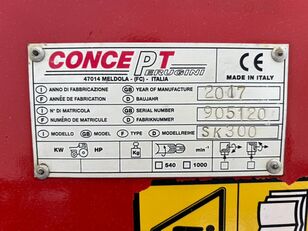 CONCEPT
PERUGINI
47014 MELDOLA - (FC) - ITALIA
CE
MADE IN ITALY
I ANNO DI FABBRICAZIONE GB YEAR OF MANUFACTURE 2017
F ANNÉE DE FABRICATION D BAUJAHR
I N° DI MATRICOLA GB SERIAL NUMBER 905120
F NUMÉRO DE MATRICULE D FABRIKNUMMER
I MODELLO GB MODEL F TYPE D MODELLREIHE SK300
KW HP Kg min-1
540 1000